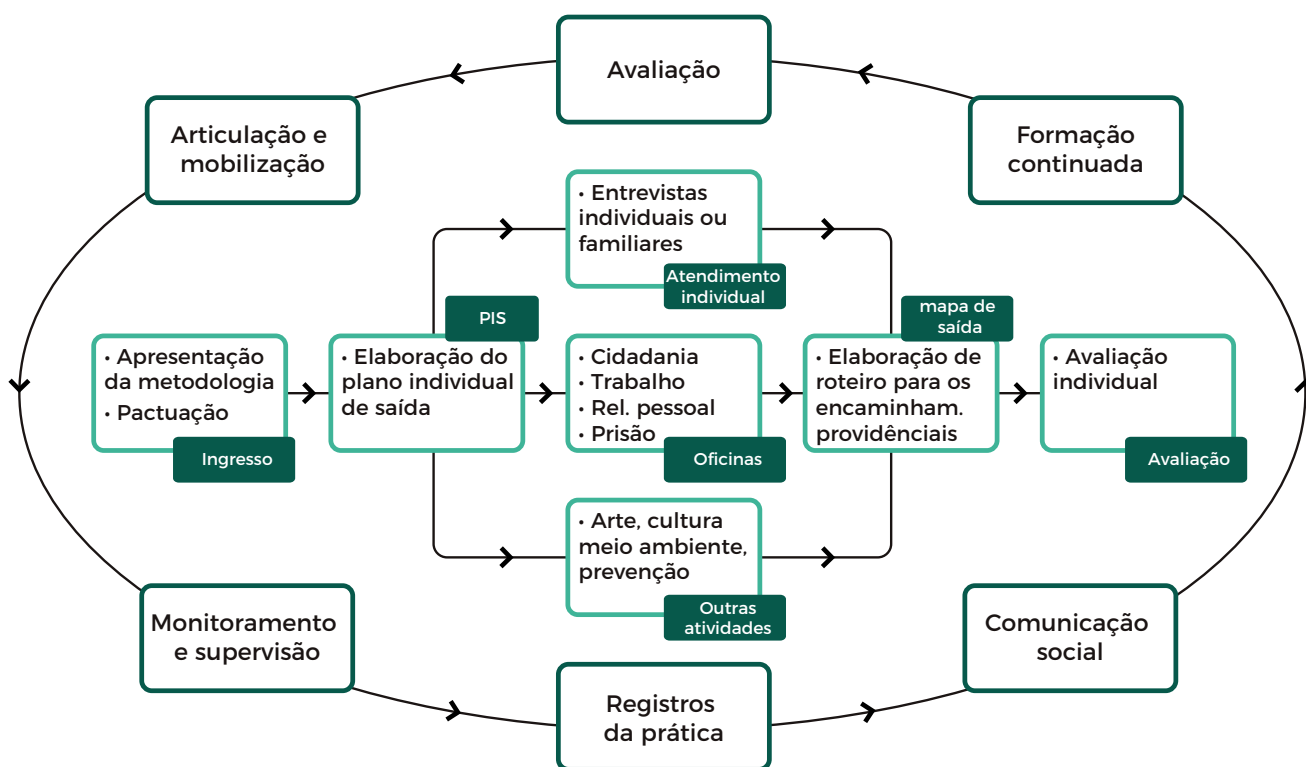 Avaliação
Articulação e
mobilização
Formação
continuada
• Entrevistas
individuais ou
familiares
Atendimento
individual
PIS
mapa de
saída
• Apresentação
da metodologia
• Pactuação
Ingresso
• Elaboração do
plano individual
de saída
• Cidadania
• Trabalho
• Rel. pessoal
• Prisão
Oficinas
• Elaboração de
roteiro para os
encaminham.
providênciais
• Avaliação
individual
Avaliação
• Arte, cultura
meio ambiente,
prevenção
Outras
atividades
Monitoramento
e supervisão
Registros
da prática
Comunicação
social